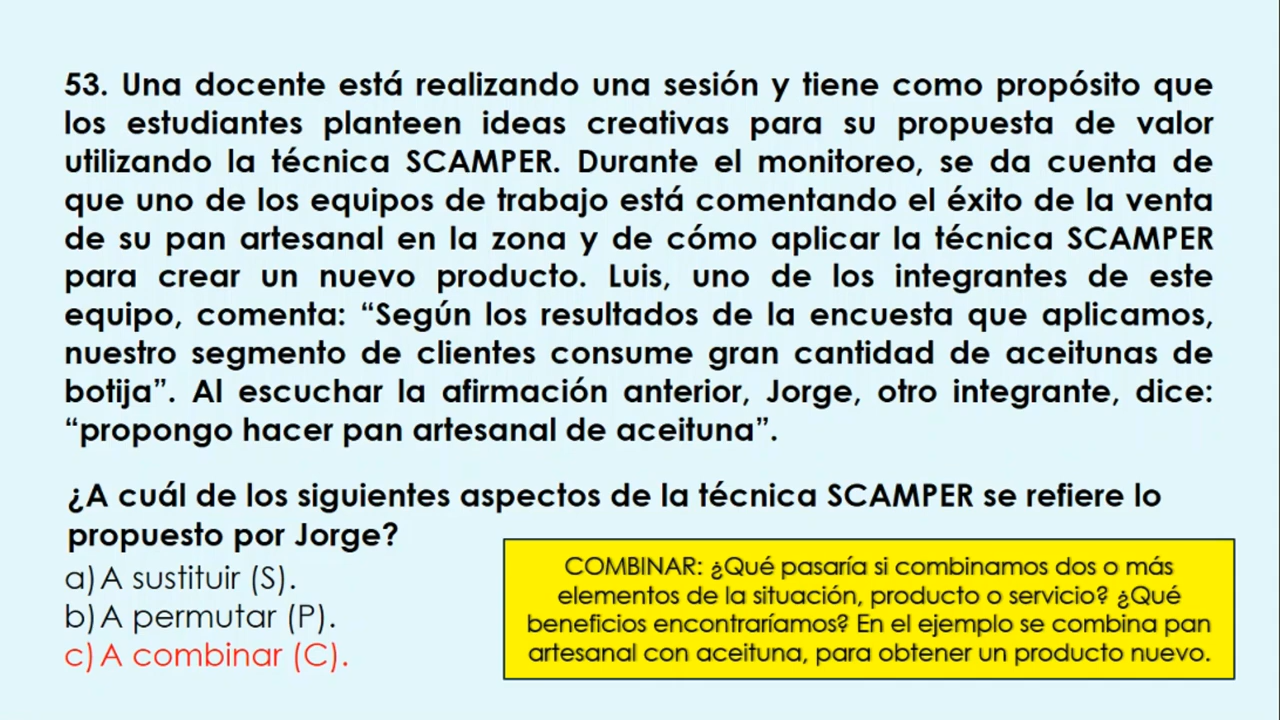 53. Una docente está realizando una sesión y tiene como propósito que
los estudiantes planteen ideas creativas para su propuesta de valor
utilizando la técnica SCAMPER. Durante el monitoreo, se da cuenta de
que uno de los equipos de trabajo está comentando el éxito de la venta
de su pan artesanal en la zona y de cómo aplicar la técnica SCAMPER
para crear un nuevo producto. Luis, uno de los integrantes de este
equipo, comenta: “Según los resultados de la encuesta que aplicamos,
nuestro segmento de clientes consume gran cantidad de aceitunas de
botija”. Al escuchar la afirmación anterior, Jorge, otro integrante, dice:
“propongo hacer pan artesanal de aceituna”.
¿A cuál de los siguientes aspectos de la técnica SCAMPER se refiere lo
propuesto por Jorge?
a) A sustituir (S).
b) A permutar (P).
c) A combinar (C).
COMBINAR: ¿Qué pasaría si combinamos dos o más
elementos de la situación, producto o servicio? ¿Qué
beneficios encontraríamos? En el ejemplo se combina pan
artesanal con aceituna, para obtener un producto nuevo.